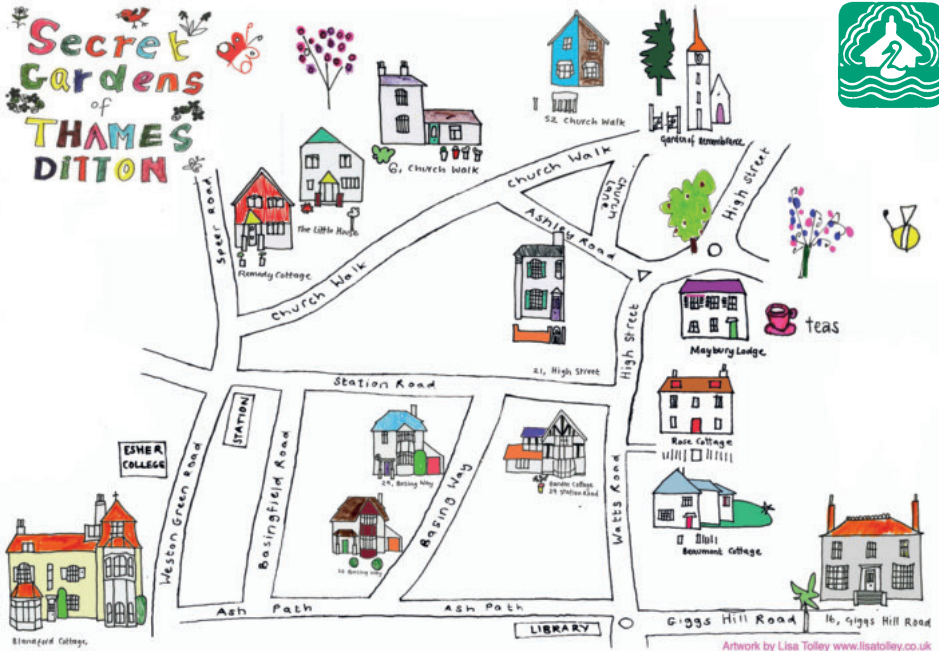 Secret
Gardens
of
THAMES
DITTON
52 Church Walk
Garden of Remembrance
6, Church Walk
The Little House
Remedy Cottage
Speer Road
Church Walk
Church Walk
Church Lane
Ashley Road
High street
High Street
21, High Street
Maybury Lodge
teas
Station Road
STATION
ESHER
COLLEGE
Weston Green Road
Basingfield Road
Basing Way
Basing Way
Cottage
29 Station Road
Watts Road
Rose Cottage
Beaumont Cottage
Blandford Cottage
Ash Path
Ash Path
LIBRARY
Giggs Hill Road
16, Giggs Hill Road
Artwork by Lisa Tolley www.lisatolley.co.uk